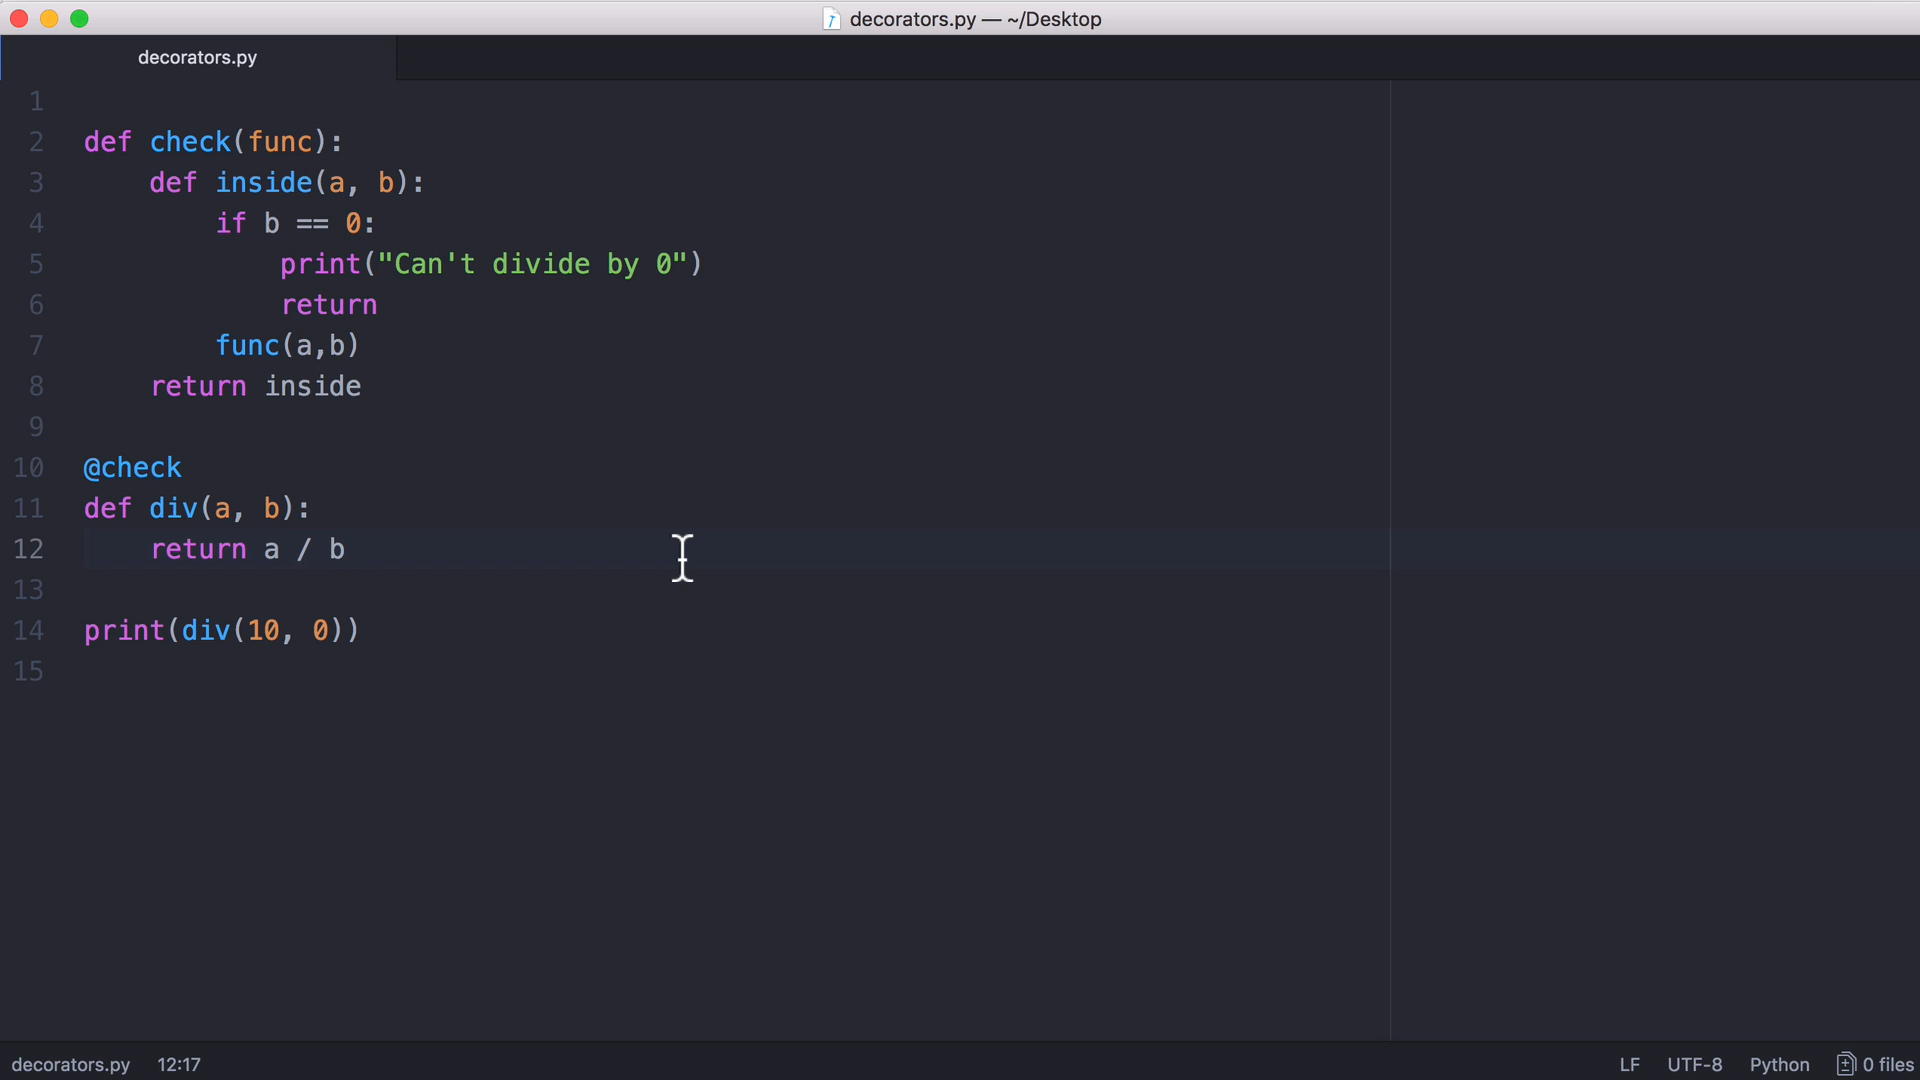 decorators.py — ~/Desktop
decorators.py
1
2 def check(func):
3     def inside(a, b):
4         if b == 0:
5             print("Can't divide by 0")
6             return
7         func(a,b)
8     return inside
9
10 @check
11 def div(a, b):
12     return a / b
13
14 print(div(10, 0))
15
decorators.py 12:17 LF UTF-8 Python 0 files